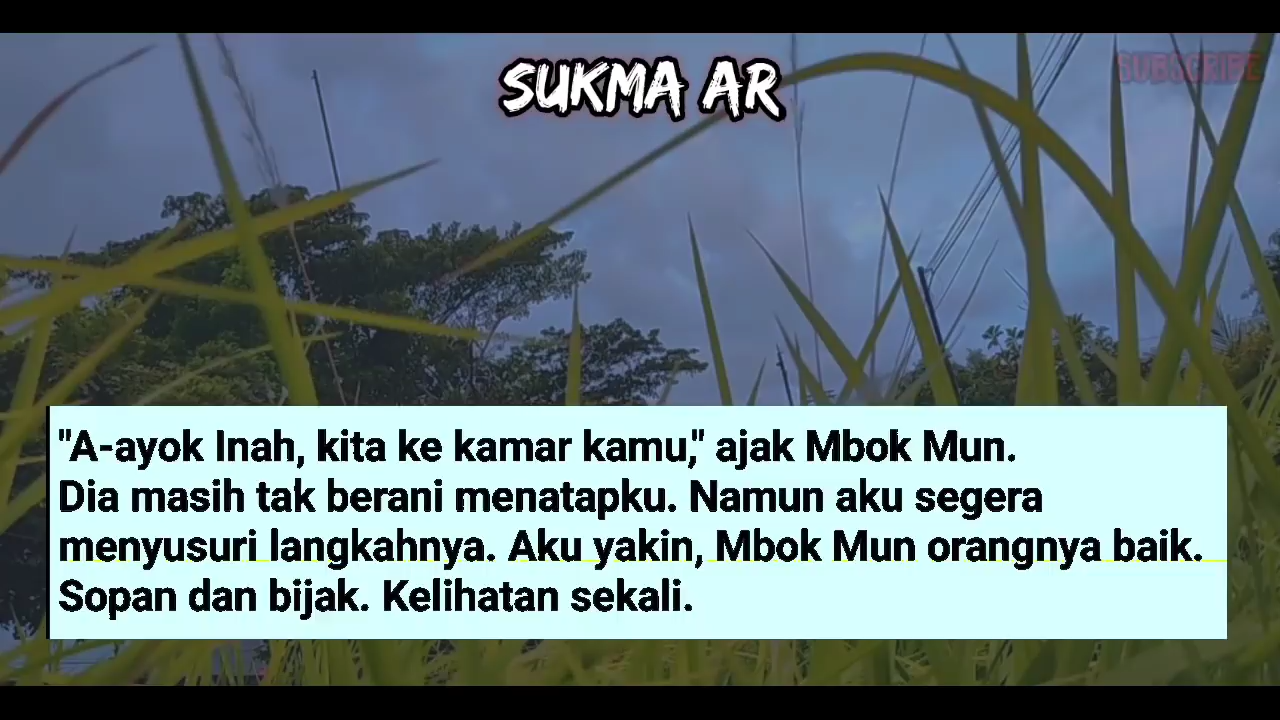 SUKMA AR
SUBSCRIBE
"A-ayok Inah, kita ke kamar kamu," ajak Mbok Mun.
Dia masih tak berani menatapku. Namun aku segera
menyusuri langkahnya. Aku yakin, Mbok Mun orangnya baik.
Sopan dan bijak. Kelihatan sekali.